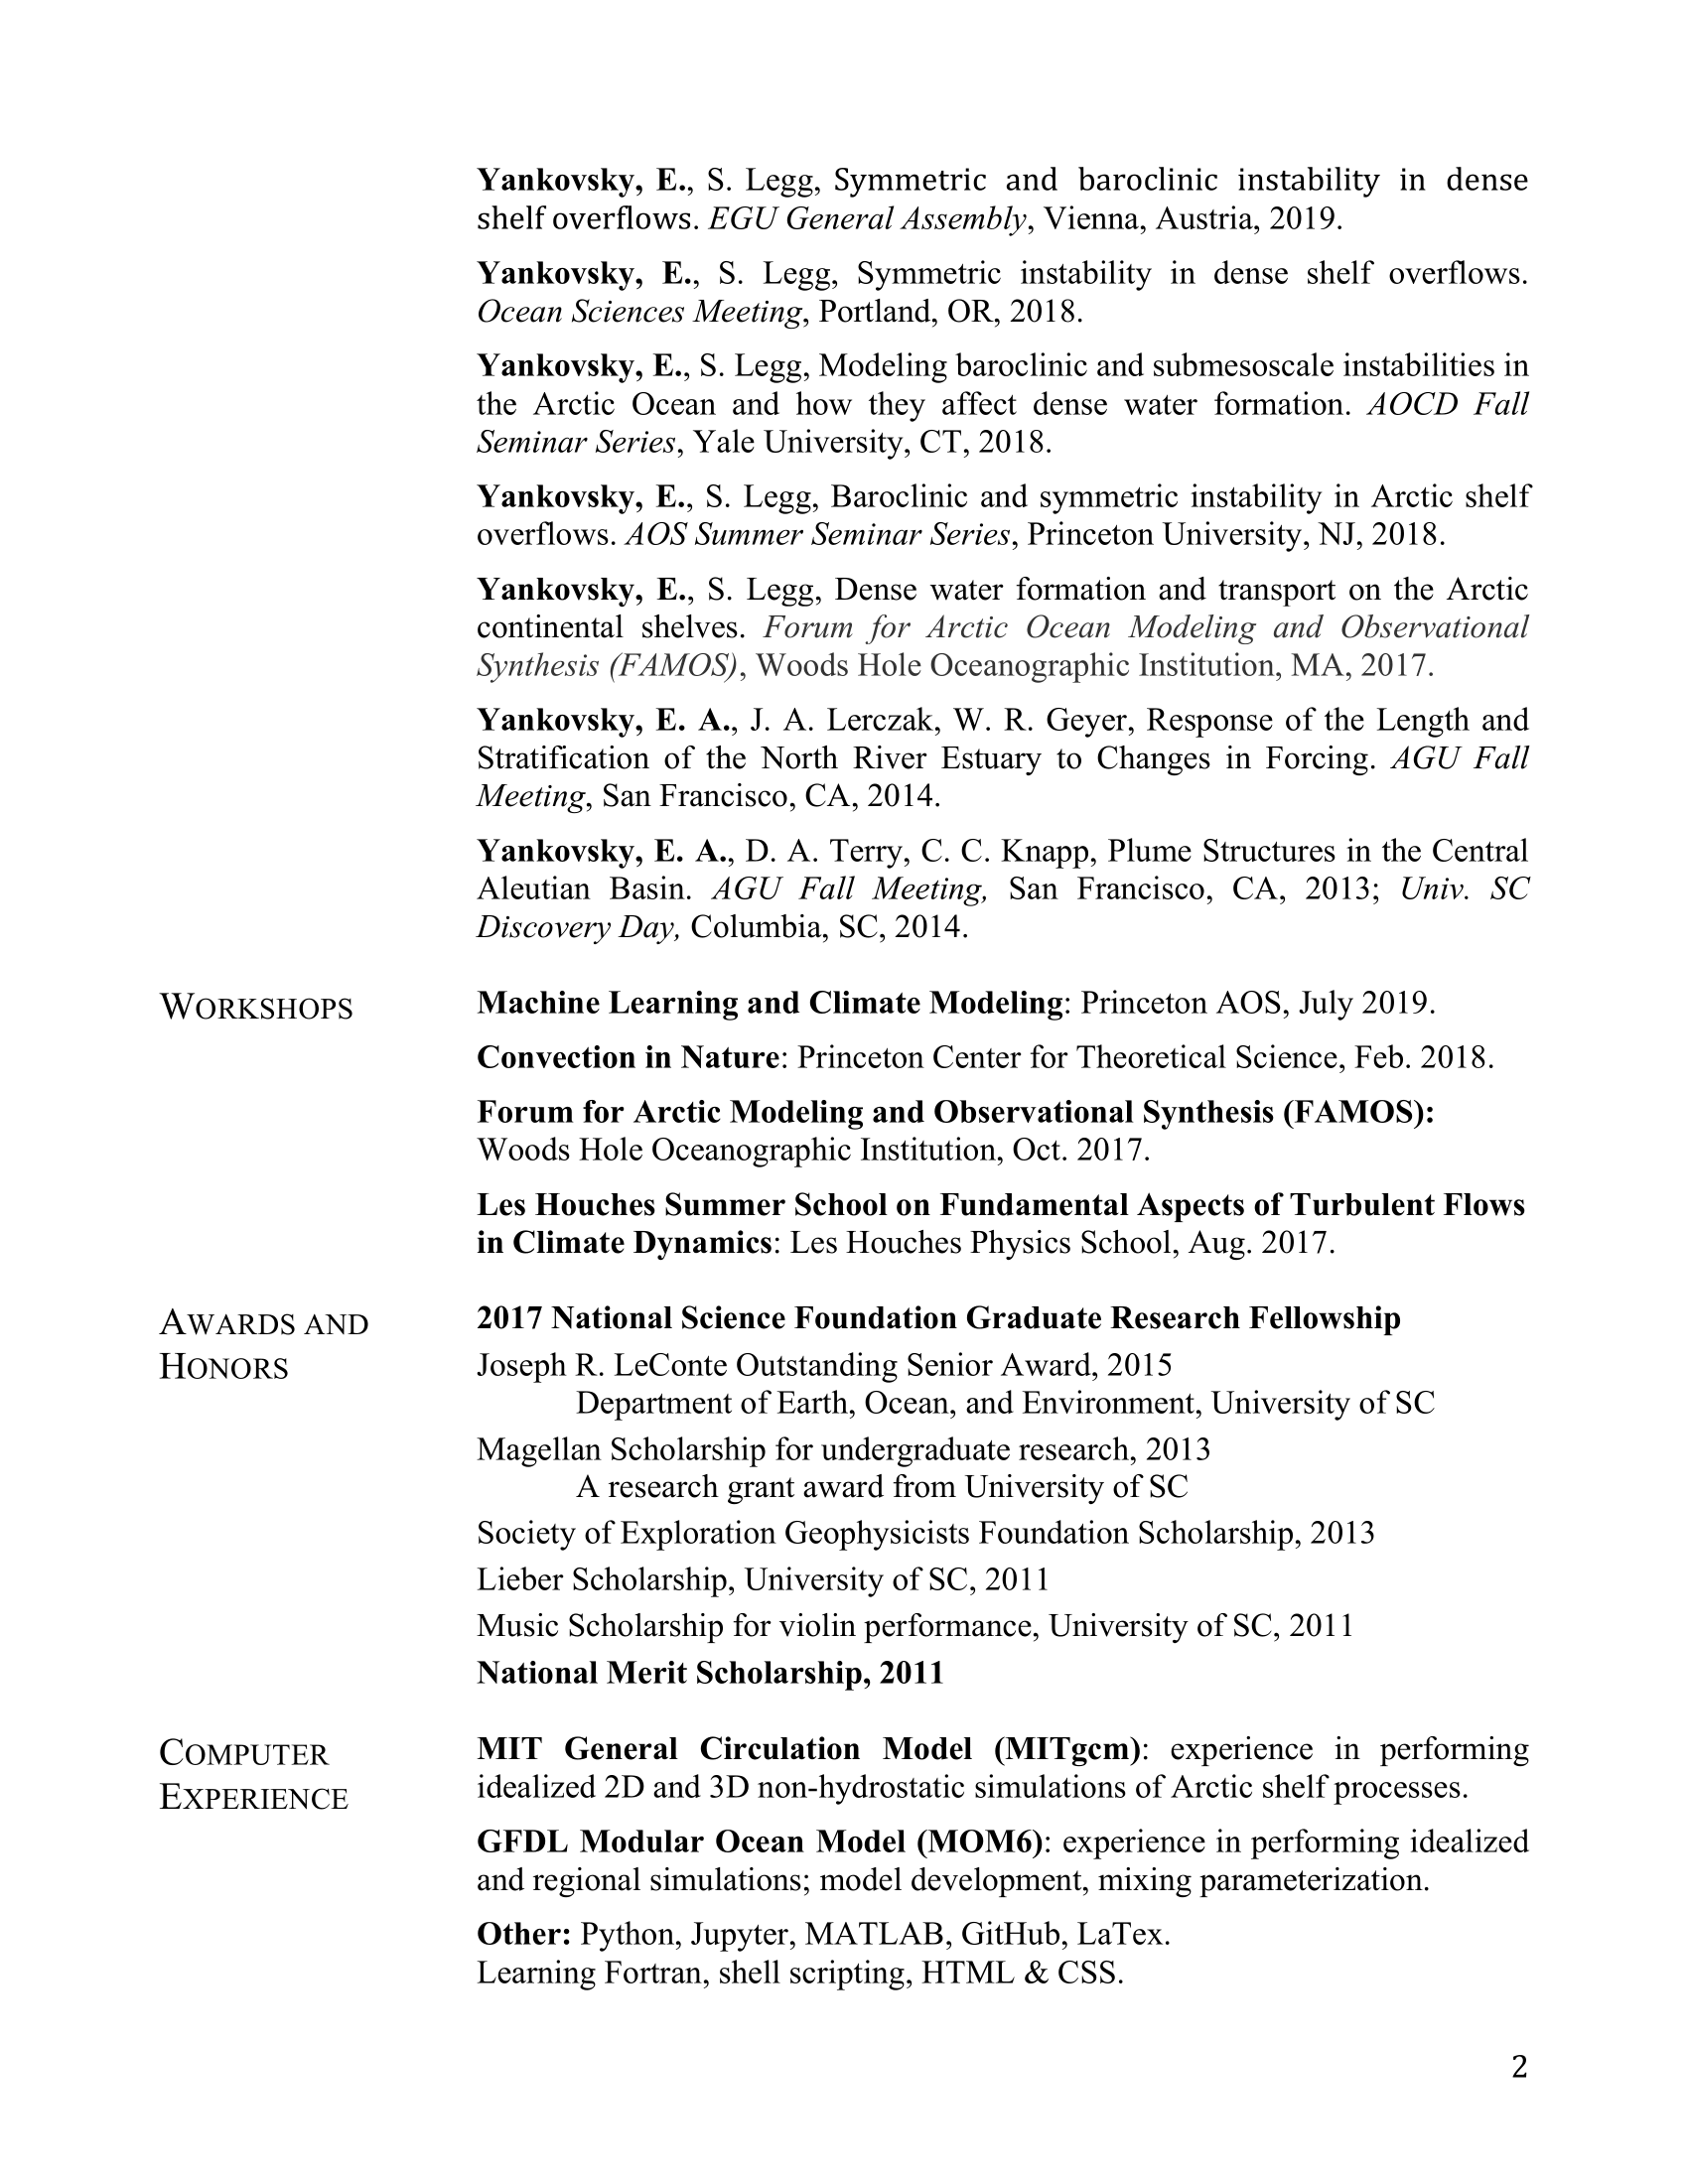 Yankovsky, E., S. Legg, Symmetric and baroclinic instability in dense
shelf overflows. EGU General Assembly, Vienna, Austria, 2019.
Yankovsky, E., S. Legg, Symmetric instability in dense shelf overflows.
Ocean Sciences Meeting, Portland, OR, 2018.
Yankovsky, E., S. Legg, Modeling baroclinic and submesoscale instabilities in
the Arctic Ocean and how they affect dense water formation. AOCD Fall
Seminar Series, Yale University, CT, 2018.
Yankovsky, E., S. Legg, Baroclinic and symmetric instability in Arctic shelf
overflows. AOS Summer Seminar Series, Princeton University, NJ, 2018.
Yankovsky, E., S. Legg, Dense water formation and transport on the Arctic
continental shelves. Forum for Arctic Ocean Modeling and Observational
Synthesis (FAMOS), Woods Hole Oceanographic Institution, MA, 2017.
Yankovsky, E. A., J. A. Lerczak, W. R. Geyer, Response of the Length and
Stratification of the North River Estuary to Changes in Forcing. AGU Fall
Meeting, San Francisco, CA, 2014.
Yankovsky, E. A., D. A. Terry, C. C. Knapp, Plume Structures in the Central
Aleutian Basin. AGU Fall Meeting, San Francisco, CA, 2013; Univ. SC
Discovery Day, Columbia, SC, 2014.
WORKSHOPS
Machine Learning and Climate Modeling: Princeton AOS, July 2019.
Convection in Nature: Princeton Center for Theoretical Science, Feb. 2018.
Forum for Arctic Modeling and Observational Synthesis (FAMOS):
Woods Hole Oceanographic Institution, Oct. 2017.
Les Houches Summer School on Fundamental Aspects of Turbulent Flows
in Climate Dynamics: Les Houches Physics School, Aug. 2017.
AWARDS AND
HONORS
2017 National Science Foundation Graduate Research Fellowship
Joseph R. LeConte Outstanding Senior Award, 2015
Department of Earth, Ocean, and Environment, University of SC
Magellan Scholarship for undergraduate research, 2013
A research grant award from University of SC
Society of Exploration Geophysicists Foundation Scholarship, 2013
Lieber Scholarship, University of SC, 2011
Music Scholarship for violin performance, University of SC, 2011
National Merit Scholarship, 2011
COMPUTER
EXPERIENCE
MIT General Circulation Model (MITgcm): experience in performing
idealized 2D and 3D non-hydrostatic simulations of Arctic shelf processes.
GFDL Modular Ocean Model (MOM6): experience in performing idealized
and regional simulations; model development, mixing parameterization.
Other: Python, Jupyter, MATLAB, GitHub, LaTex.
Learning Fortran, shell scripting, HTML & CSS.
2